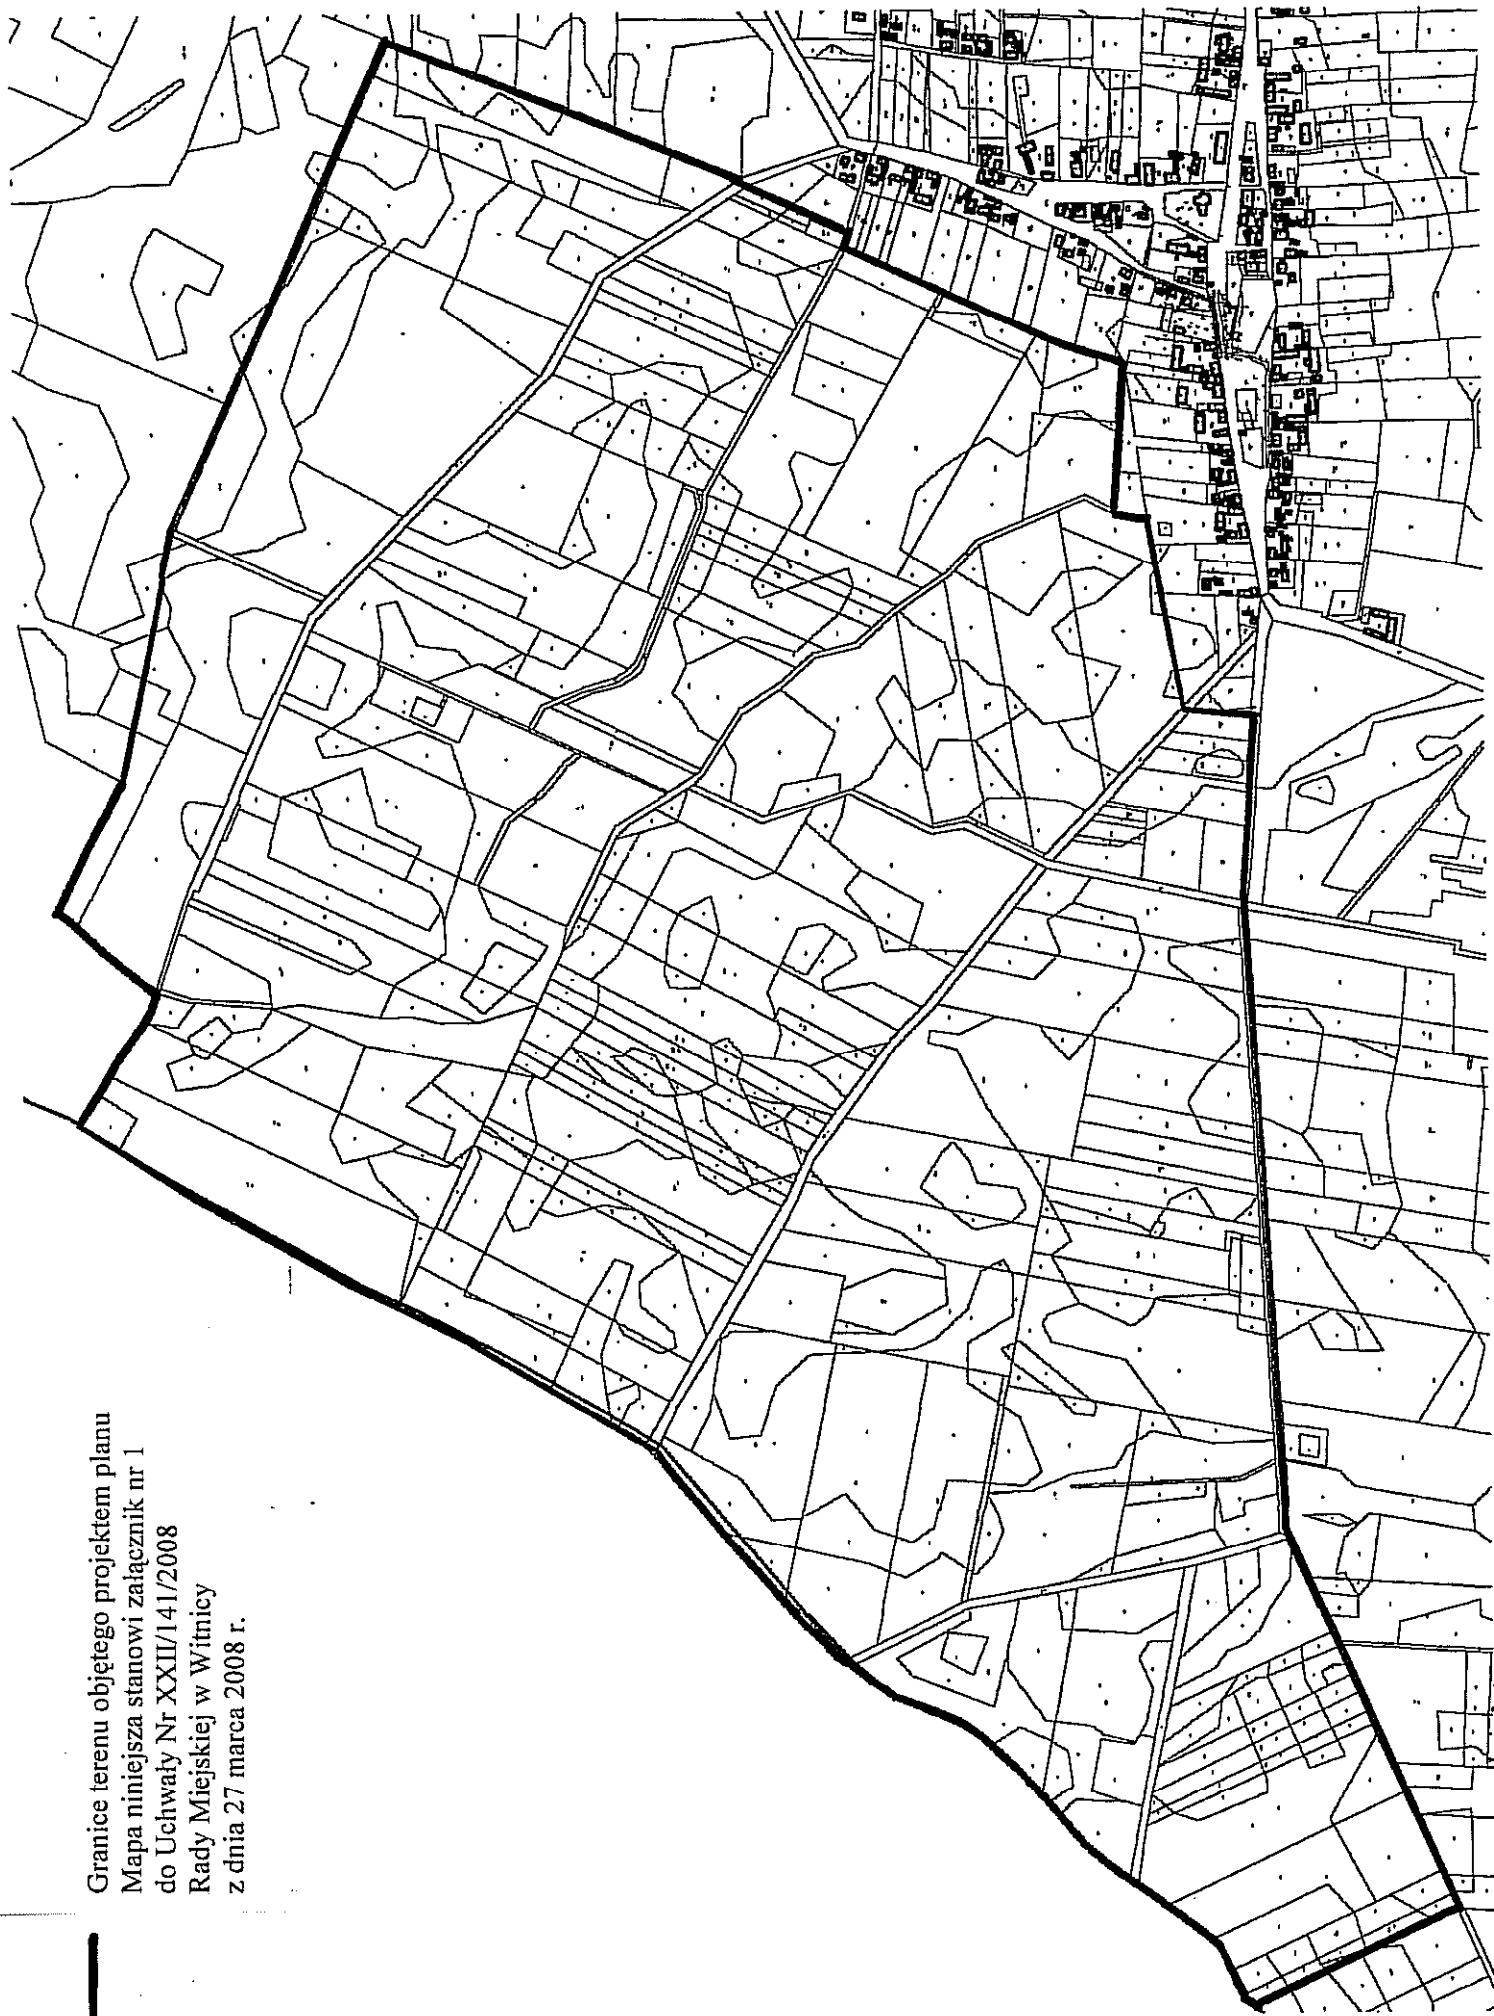 Granice terenu objętego projektem planu
Mapa niniejsza stanowi załącznik nr 1
do Uchwały Nr XXII/141/2008
Rady Miejskiej w Witnicy
z dnia 27 marca 2008 r.